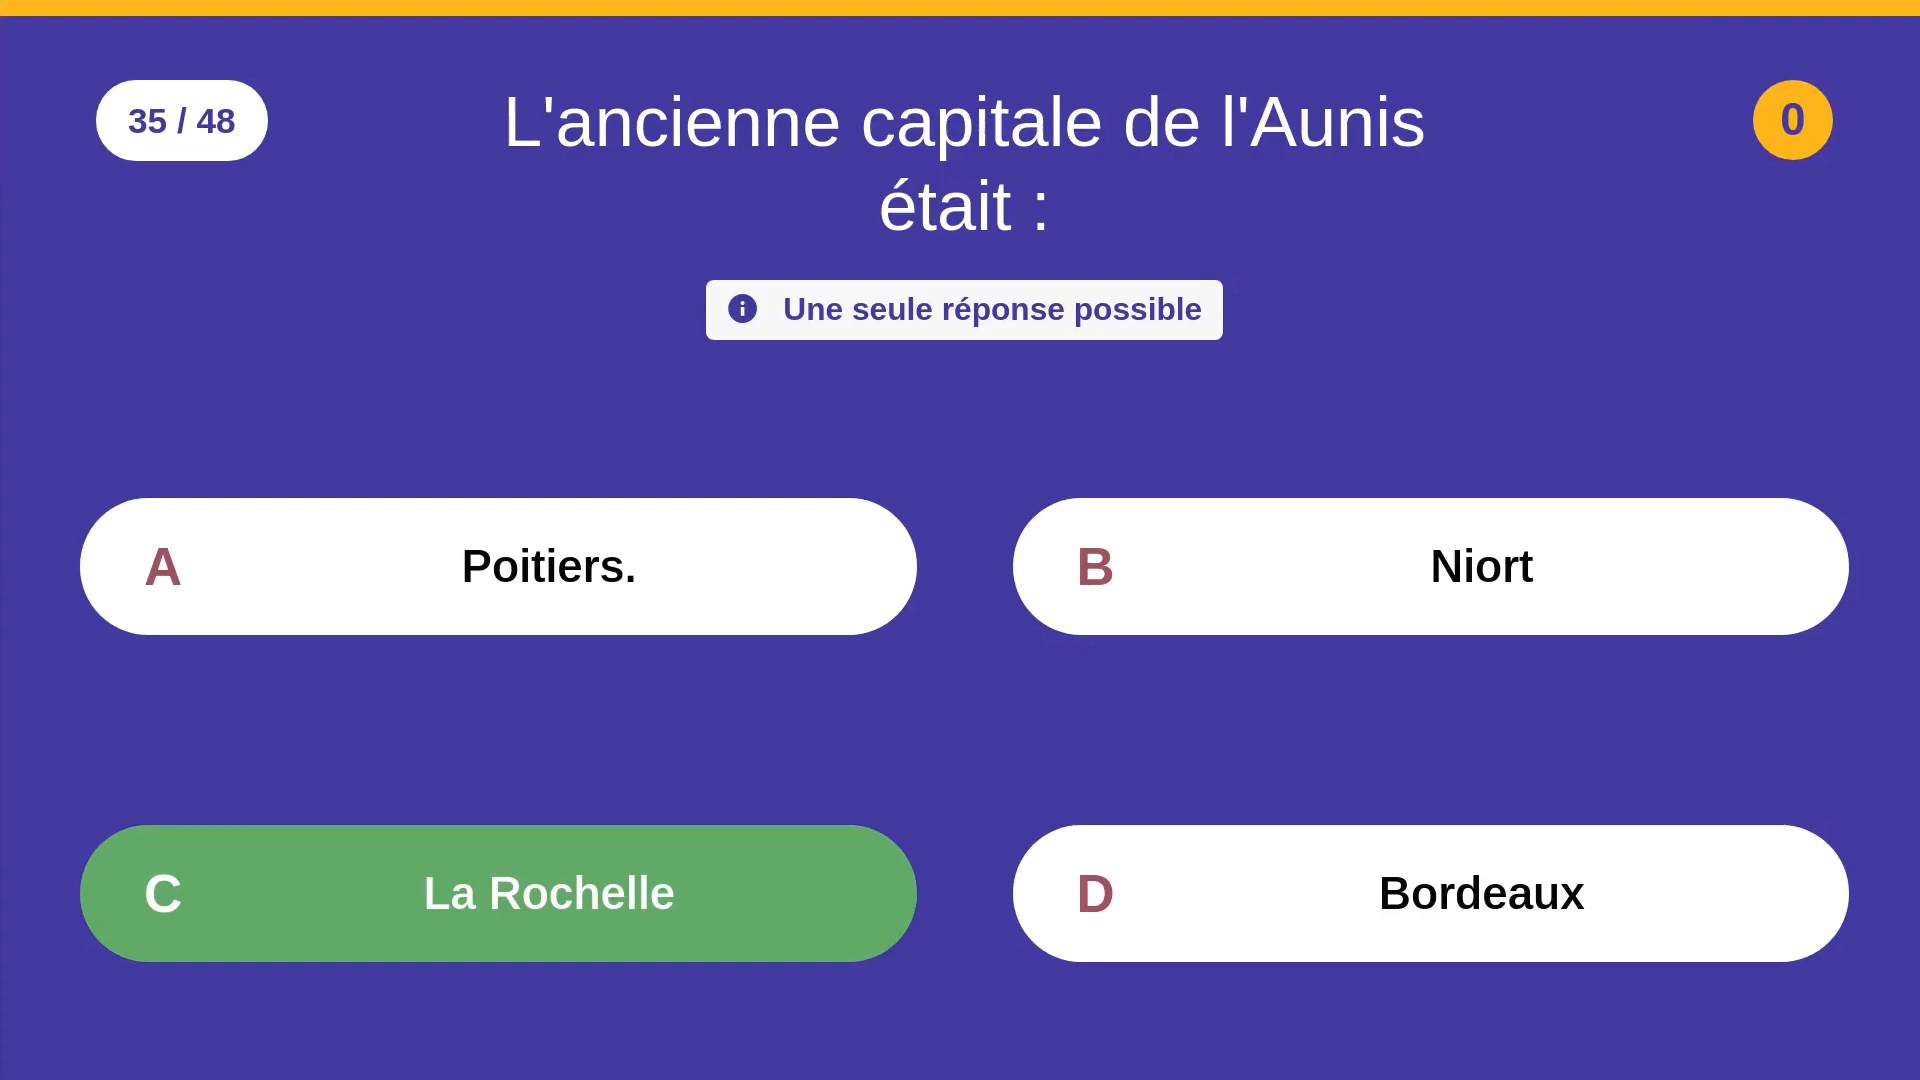 35 / 48
L'ancienne capitale de l'Aunis
était :
0
Une seule réponse possible
A Poitiers.
B Niort
C La Rochelle
D Bordeaux